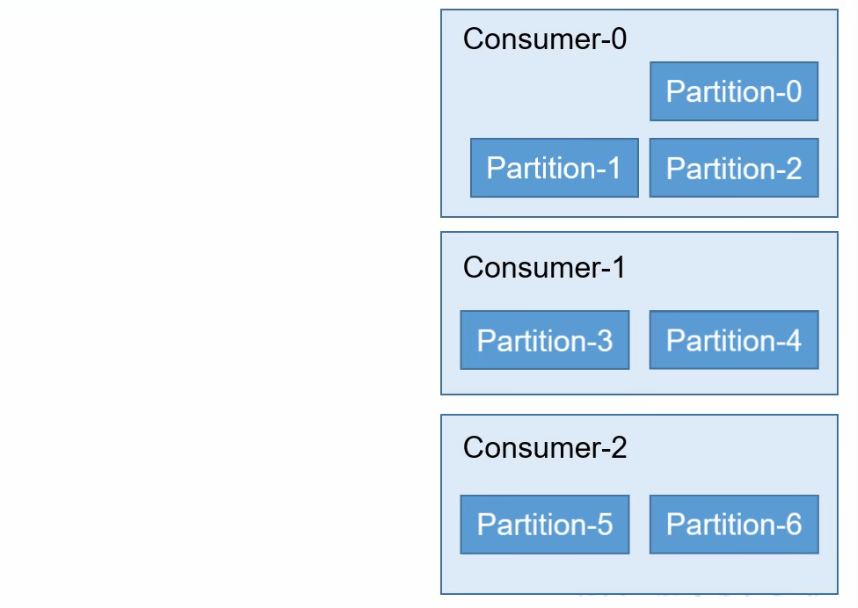 Consumer-0
Partition-0
Partition-1 Partition-2
Consumer-1
Partition-3 Partition-4
Consumer-2
Partition-5 Partition-6